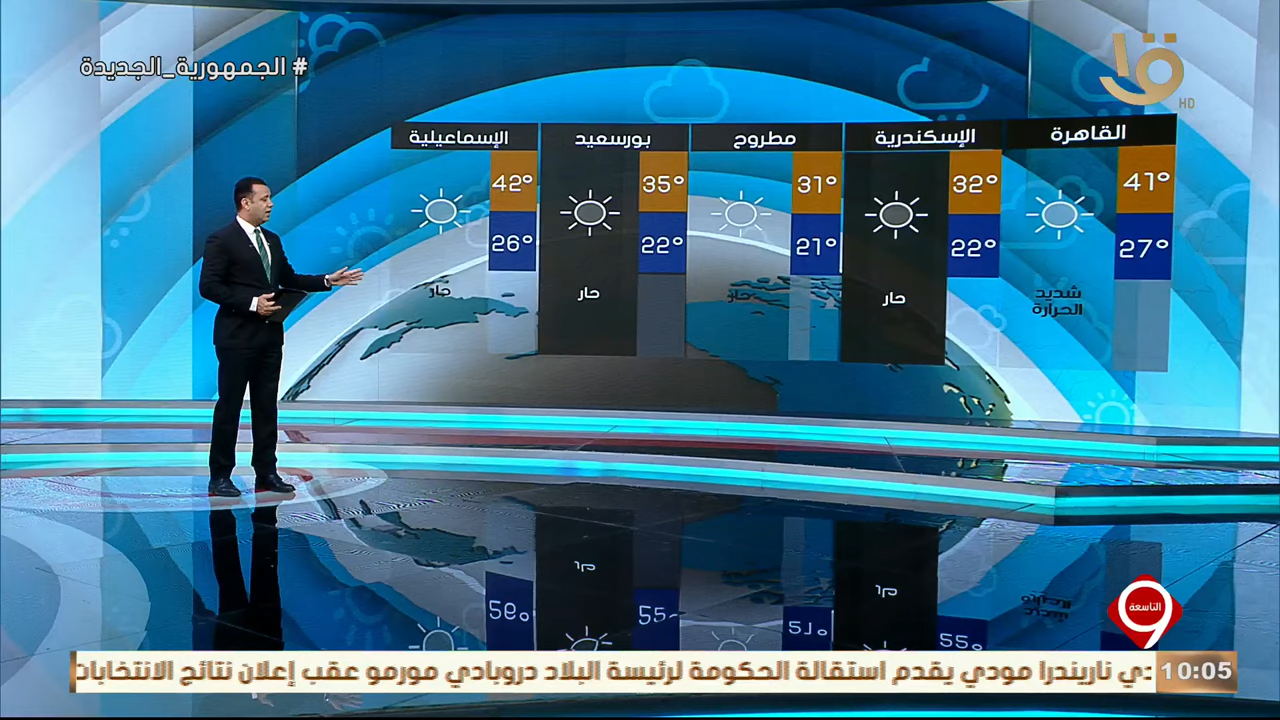 # الجمهورية_الجديدة
HD
القاهرة
41°
27°
شديد
الحرارة
الإسكندرية
32°
22°
حار
مطروح
31°
21°
حار
بورسعيد
35°
22°
حار
الإسماعيلية
42°
26°
حار
التاسعة
9
10:05
ناريندرا مودي يقدم استقالة الحكومة لرئيسة البلاد دروبادي مورمو عقب إعلان نتائج الانتخابات